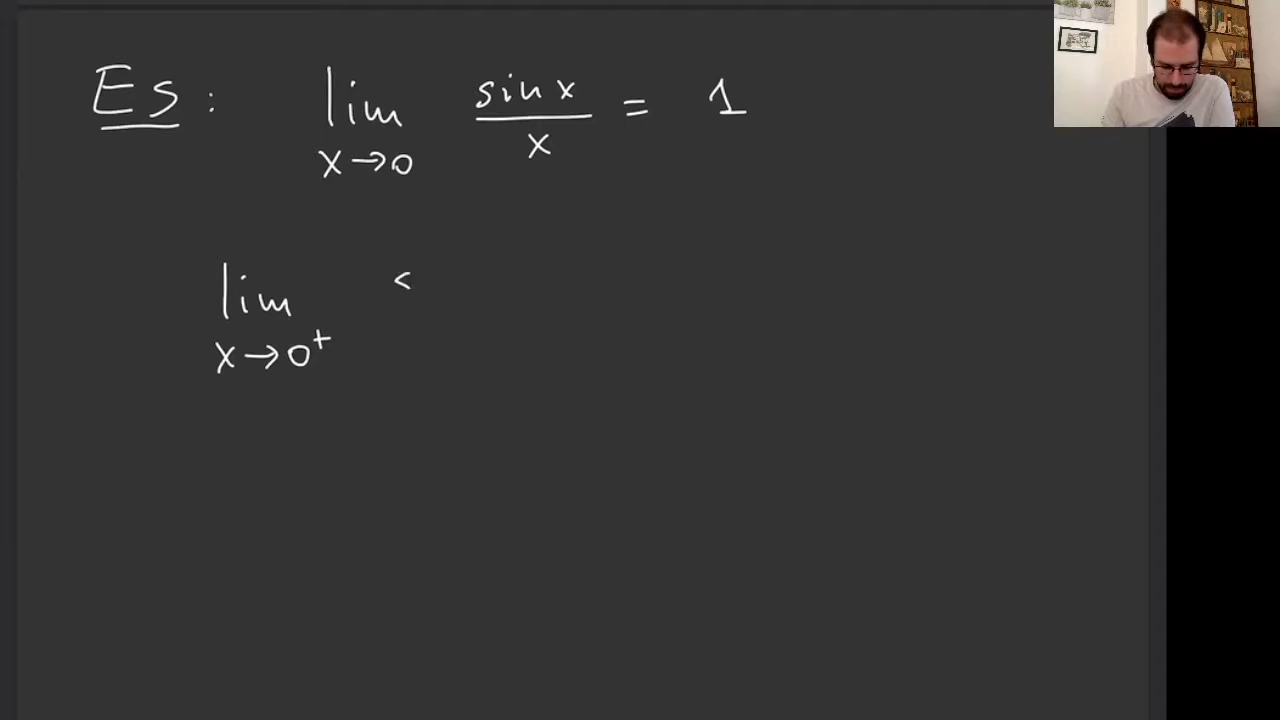 Es: lim x→0 sin x / x = 1
lim x→0⁺